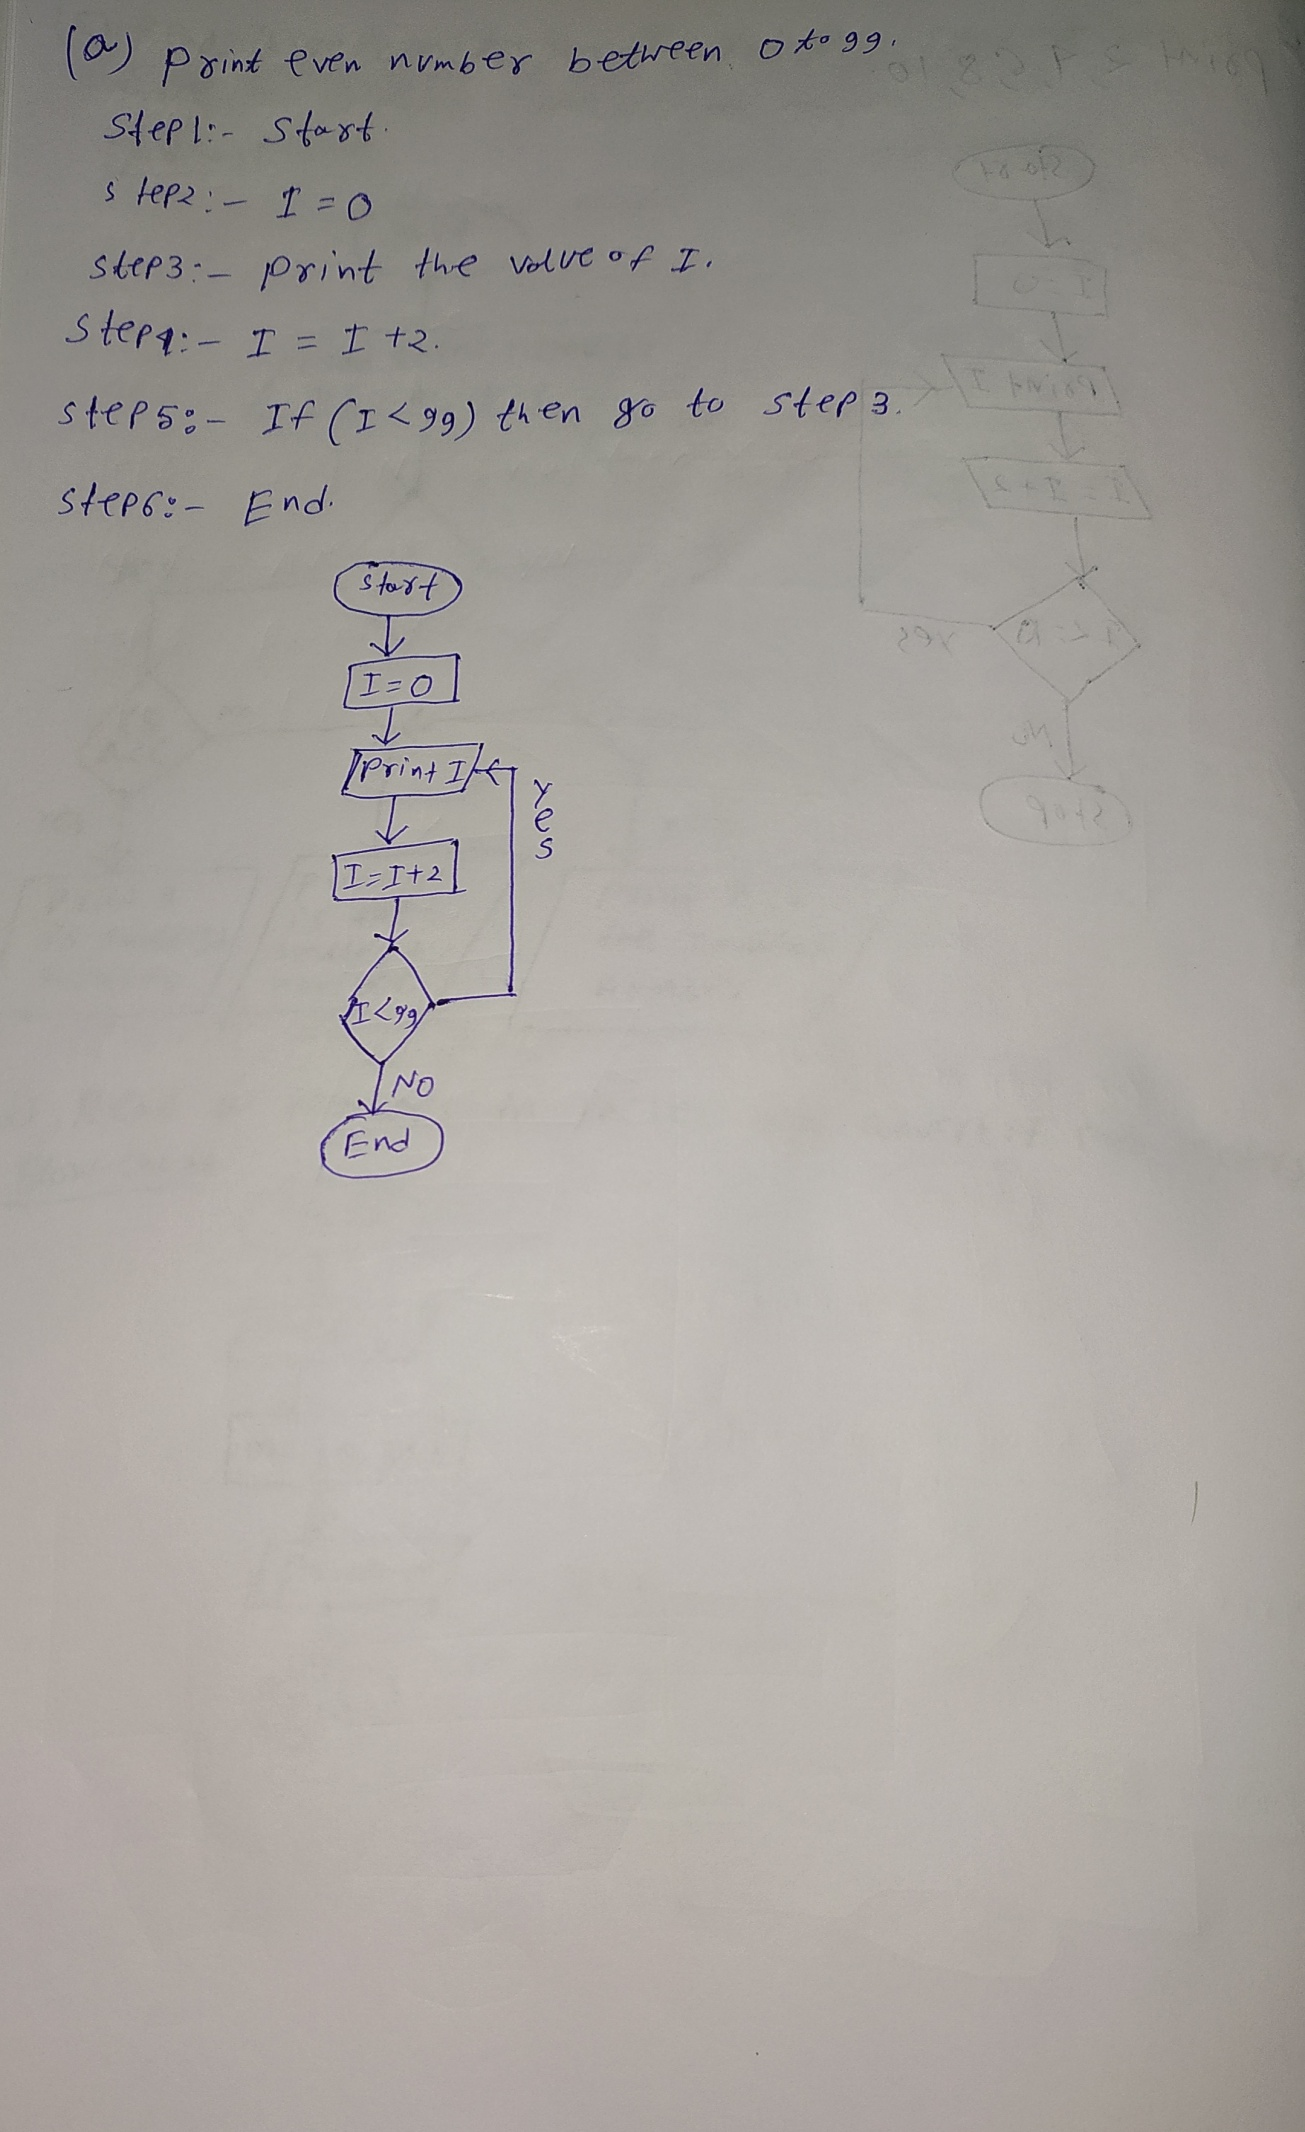 (a) Print even number between 0 to 99.
Step1:- Start.
Step2:- I = 0
Step3:- Print the value of I.
Step4:- I = I + 2.
Step5:- If (I < 99) then go to step 3.
Step6:- End.
Start
I=0
Print I
Yes
I=I+2
I<99
NO
End